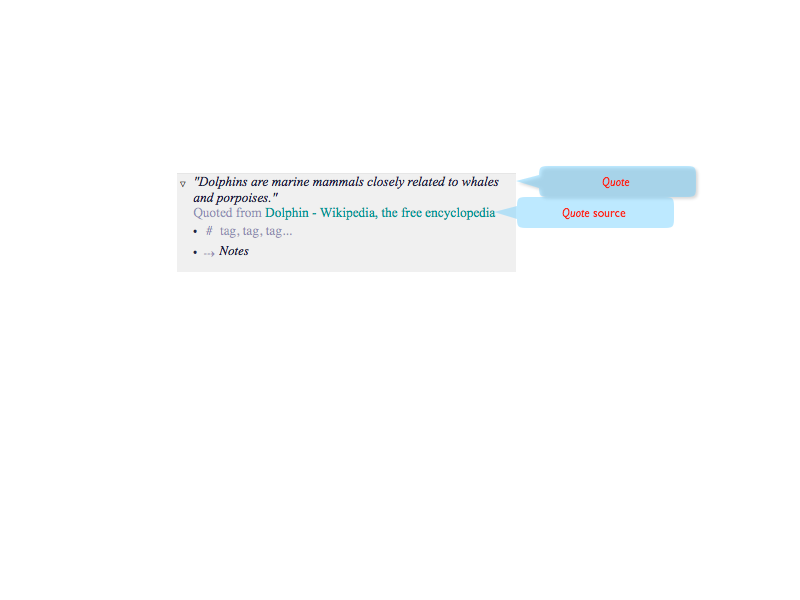 "Dolphins are marine mammals closely related to whales
and porpoises."
Quote
Quoted from Dolphin - Wikipedia, the free encyclopedia
Quote source
• # tag, tag, tag...
• --→ Notes